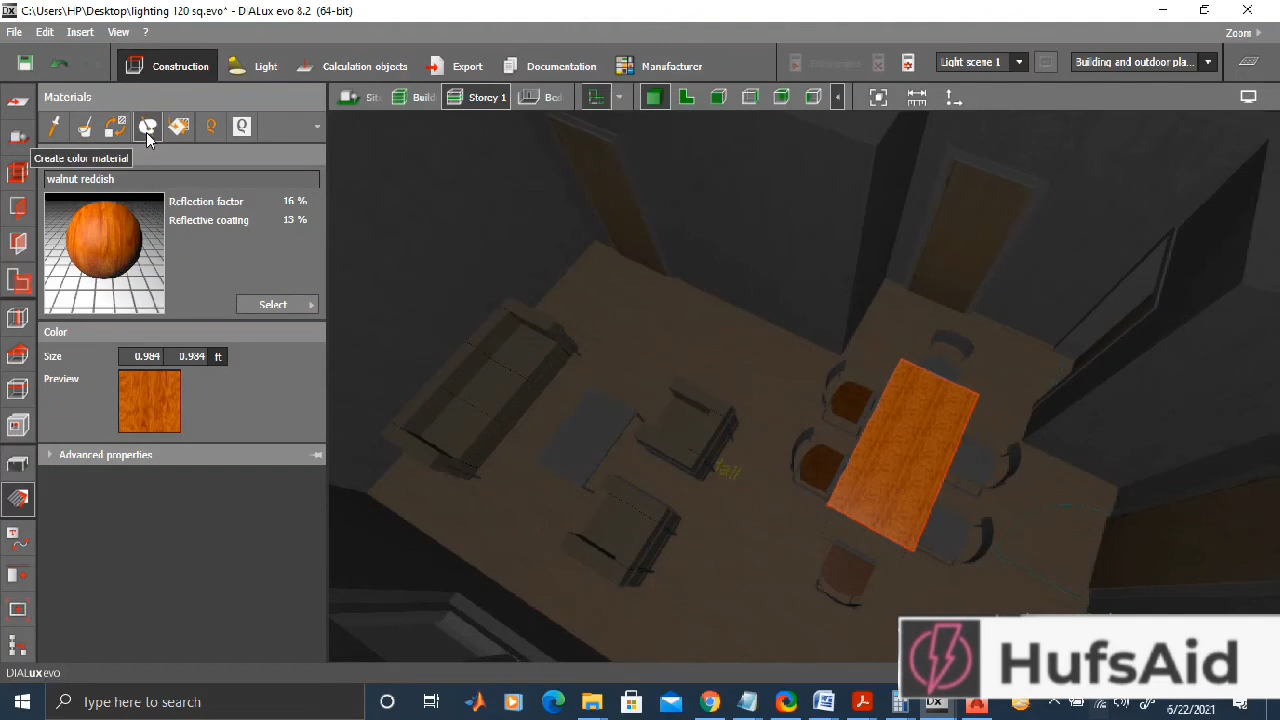 C:\Users\HP\Desktop\lighting 120 sq.evo* - DIALux evo 8.2 (64-bit)
File Edit Insert View ?
Zoom
Construction Light Calculation objects Export Documentation Manufacturer
Light scene 1 Building and outdoor pla...
Materials
Storey 1
Create color material
walnut reddish
Reflection factor 16 %
Reflective coating 13 %
Select
Color
Size 0.984 0.984 ft
Preview
Advanced properties
DIALux evo
HufsAid
Type here to search
6/22/2021